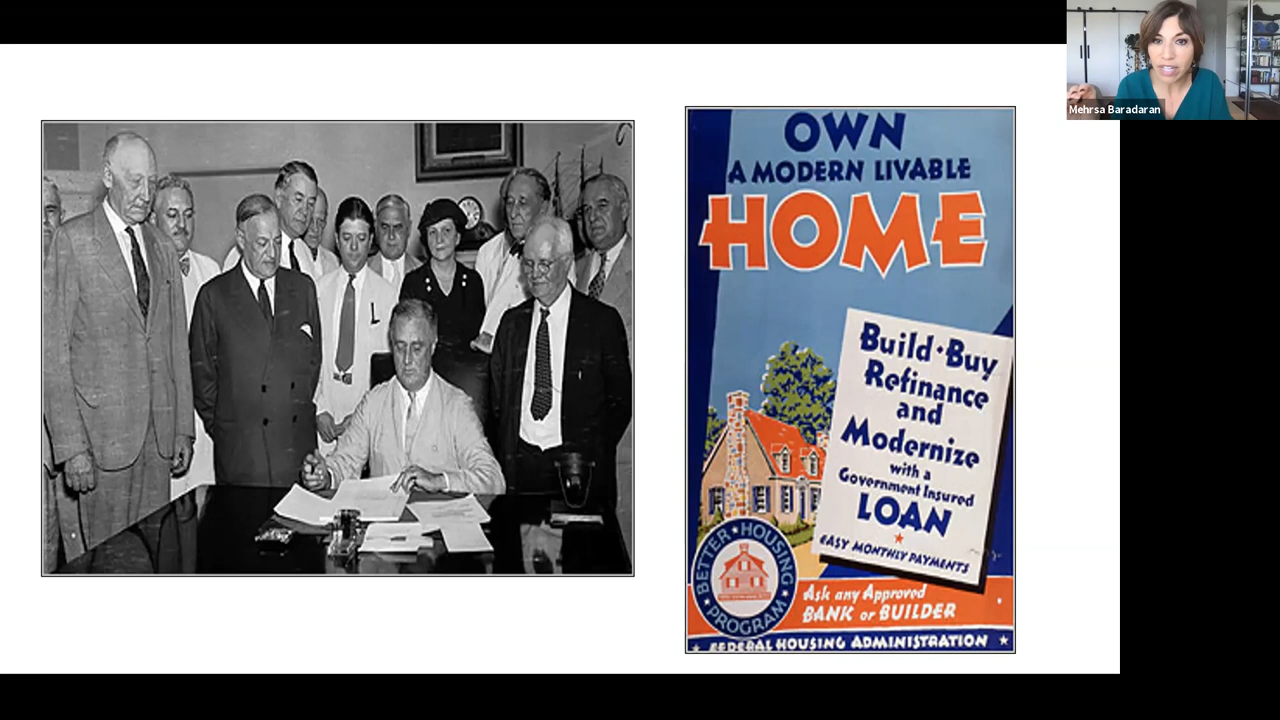 Mehrsa Baradaran
OWN
A MODERN LIVABLE
HOME
Build·Buy
Refinance
and
Modernize
with a
Government Insured
LOAN
EASY MONTHLY PAYMENTS
BETTER·HOUSING
PROGRAM
Ask any Approved
BANK or BUILDER
FEDERAL HOUSING ADMINISTRATION